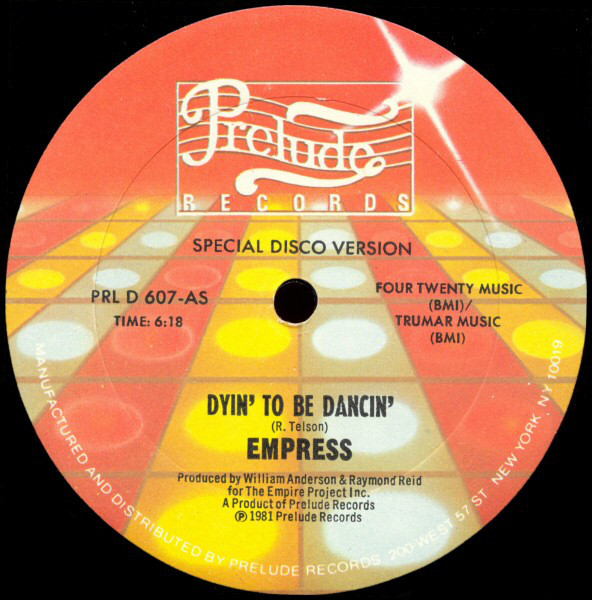 Prelude
RECORDS
SPECIAL DISCO VERSION
PRL D 607-AS
TIME: 6:18
FOUR TWENTY MUSIC
(BMI)/
TRUMAR MUSIC
(BMI)
DYIN' TO BE DANCIN'
(R. Telson)
EMPRESS
Produced by William Anderson & Raymond Reid
for The Empire Project Inc.
A Product of Prelude Records
℗ 1981 Prelude Records
MANUFACTURED AND DISTRIBUTED BY PRELUDE RECORDS, 200 WEST 57 ST. NEW YORK, NY 10019